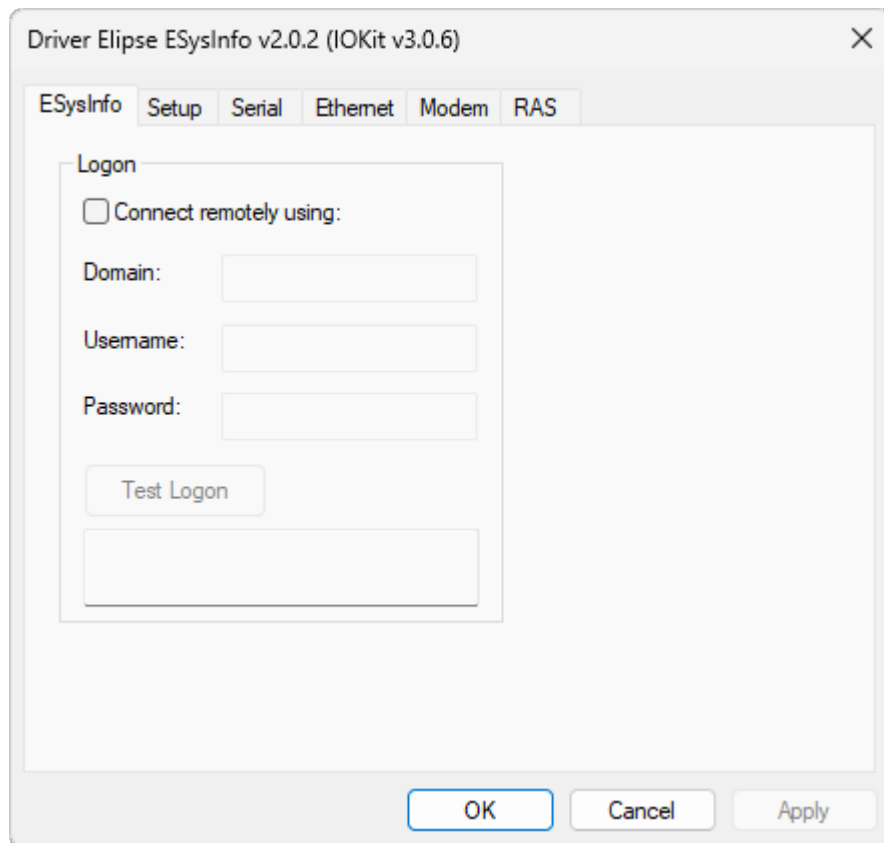 Driver Elipse ESysInfo v2.0.2 (IOKit v3.0.6)
ESysInfo Setup Serial Ethernet Modem RAS
Logon
Connect remotely using:
Domain:
Username:
Password:
Test Logon
OK Cancel Apply